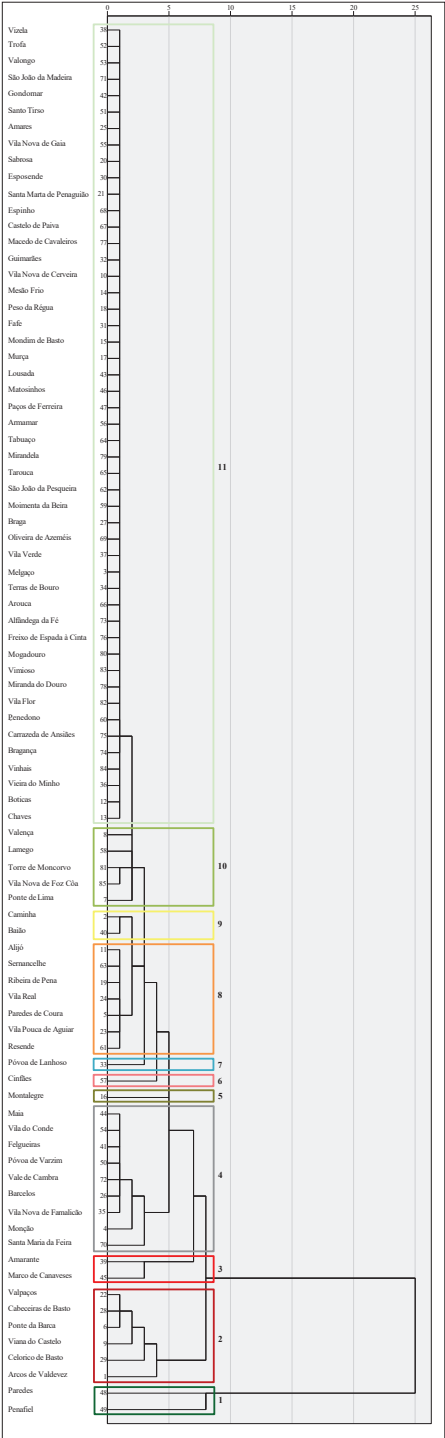 0 5 10 15 20 25
Vizela 38
Trofa 52
Valongo 53
São João da Madeira 71
Gondomar 42
Santo Tirso 51
Amares 25
Vila Nova de Gaia 55
Sabrosa 20
Esposende 30
Santa Marta de Penaguião 21
Espinho 68
Castelo de Paiva 67
Macedo de Cavaleiros 77
Guimarães 32
Vila Nova de Cerveira 10
Mesão Frio 14
Peso da Régua 18
Fafe 31
Mondim de Basto 15
Murça 17
Lousada 43
Matosinhos 46
Paços de Ferreira 47
Armamar 56
Tabuaço 64
Mirandela 79
Tarouca 65
11
São João da Pesqueira 62
Moimenta da Beira 59
Braga 27
Oliveira de Azeméis 69
Vila Verde 37
Melgaço 3
Terras de Bouro 34
Arouca 66
Alfândega da Fé 73
Freixo de Espada à Cinta 76
Mogadouro 80
Vimioso 83
Miranda do Douro 78
Vila Flor 82
Penedono 60
Carrazeda de Ansiães 75
Bragança 74
Vinhais 84
Vieira do Minho 36
Boticas 12
Chaves 13
Valença 8
Lamego 58
Torre de Moncorvo 81 10
Vila Nova de Foz Côa 85
Ponte de Lima 7
Caminha 2
9
Baião 40
Alijó 11
Sernancelhe 63
Ribeira de Pena 19
8
Vila Real 24
Paredes de Coura 5
Vila Pouca de Aguiar 23
Resende 61
Póvoa de Lanhoso 33 7
Cinfães 57 6
Montalegre 16 5
Maia 44
Vila do Conde 54
Felgueiras 41
4
Póvoa de Varzim 50
Vale de Cambra 72
Barcelos 26
Vila Nova de Famalicão 35
Monção 4
Santa Maria da Feira 70
Amarante 39
3
Marco de Canaveses 45
Valpaços 22
Cabeceiras de Basto 28
Ponte da Barca 6
2
Viana do Castelo 9
Celorico de Basto 29
Arcos de Valdevez 1
Paredes 48
1
Penafiel 49